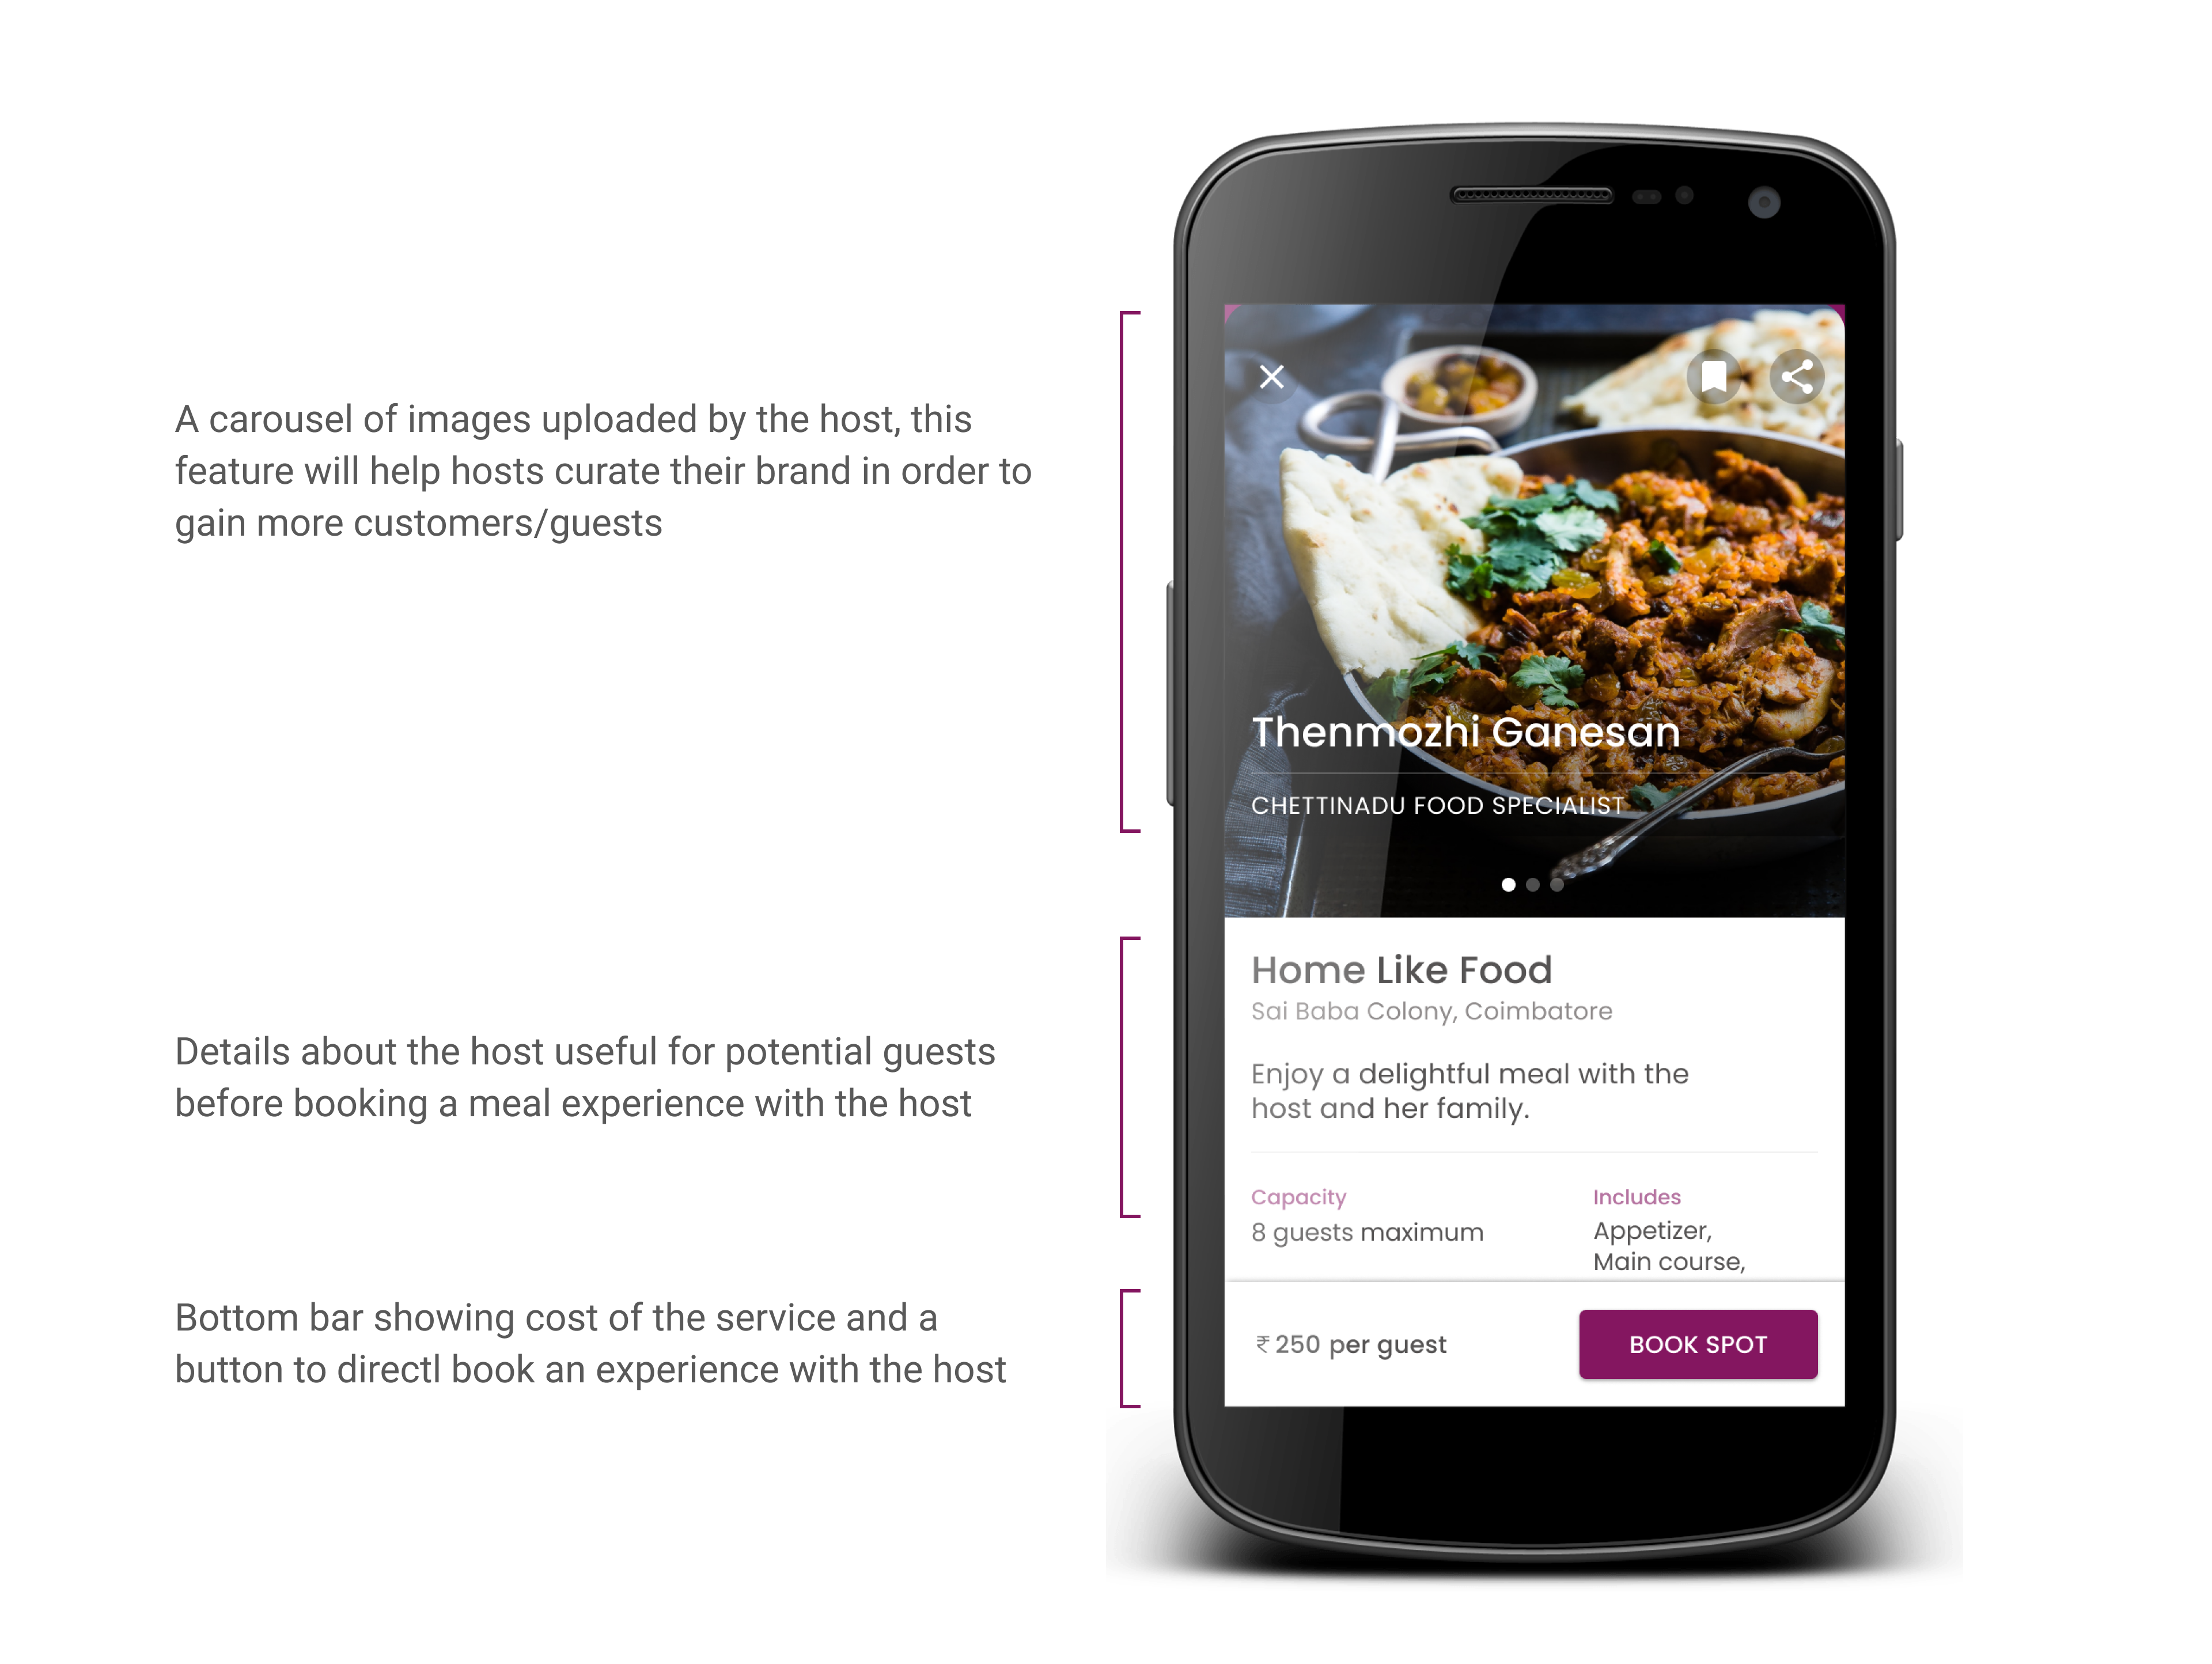 A carousel of images uploaded by the host, this
feature will help hosts curate their brand in order to
gain more customers/guests
Details about the host useful for potential guests
before booking a meal experience with the host
Bottom bar showing cost of the service and a
button to directl book an experience with the host
Thenmozhi Ganesan
CHETTINADU FOOD SPECIALIST
Home Like Food
Sai Baba Colony, Coimbatore
Enjoy a delightful meal with the
host and her family.
Capacity
8 guests maximum
Includes
Appetizer,
Main course,
₹ 250 per guest
BOOK SPOT